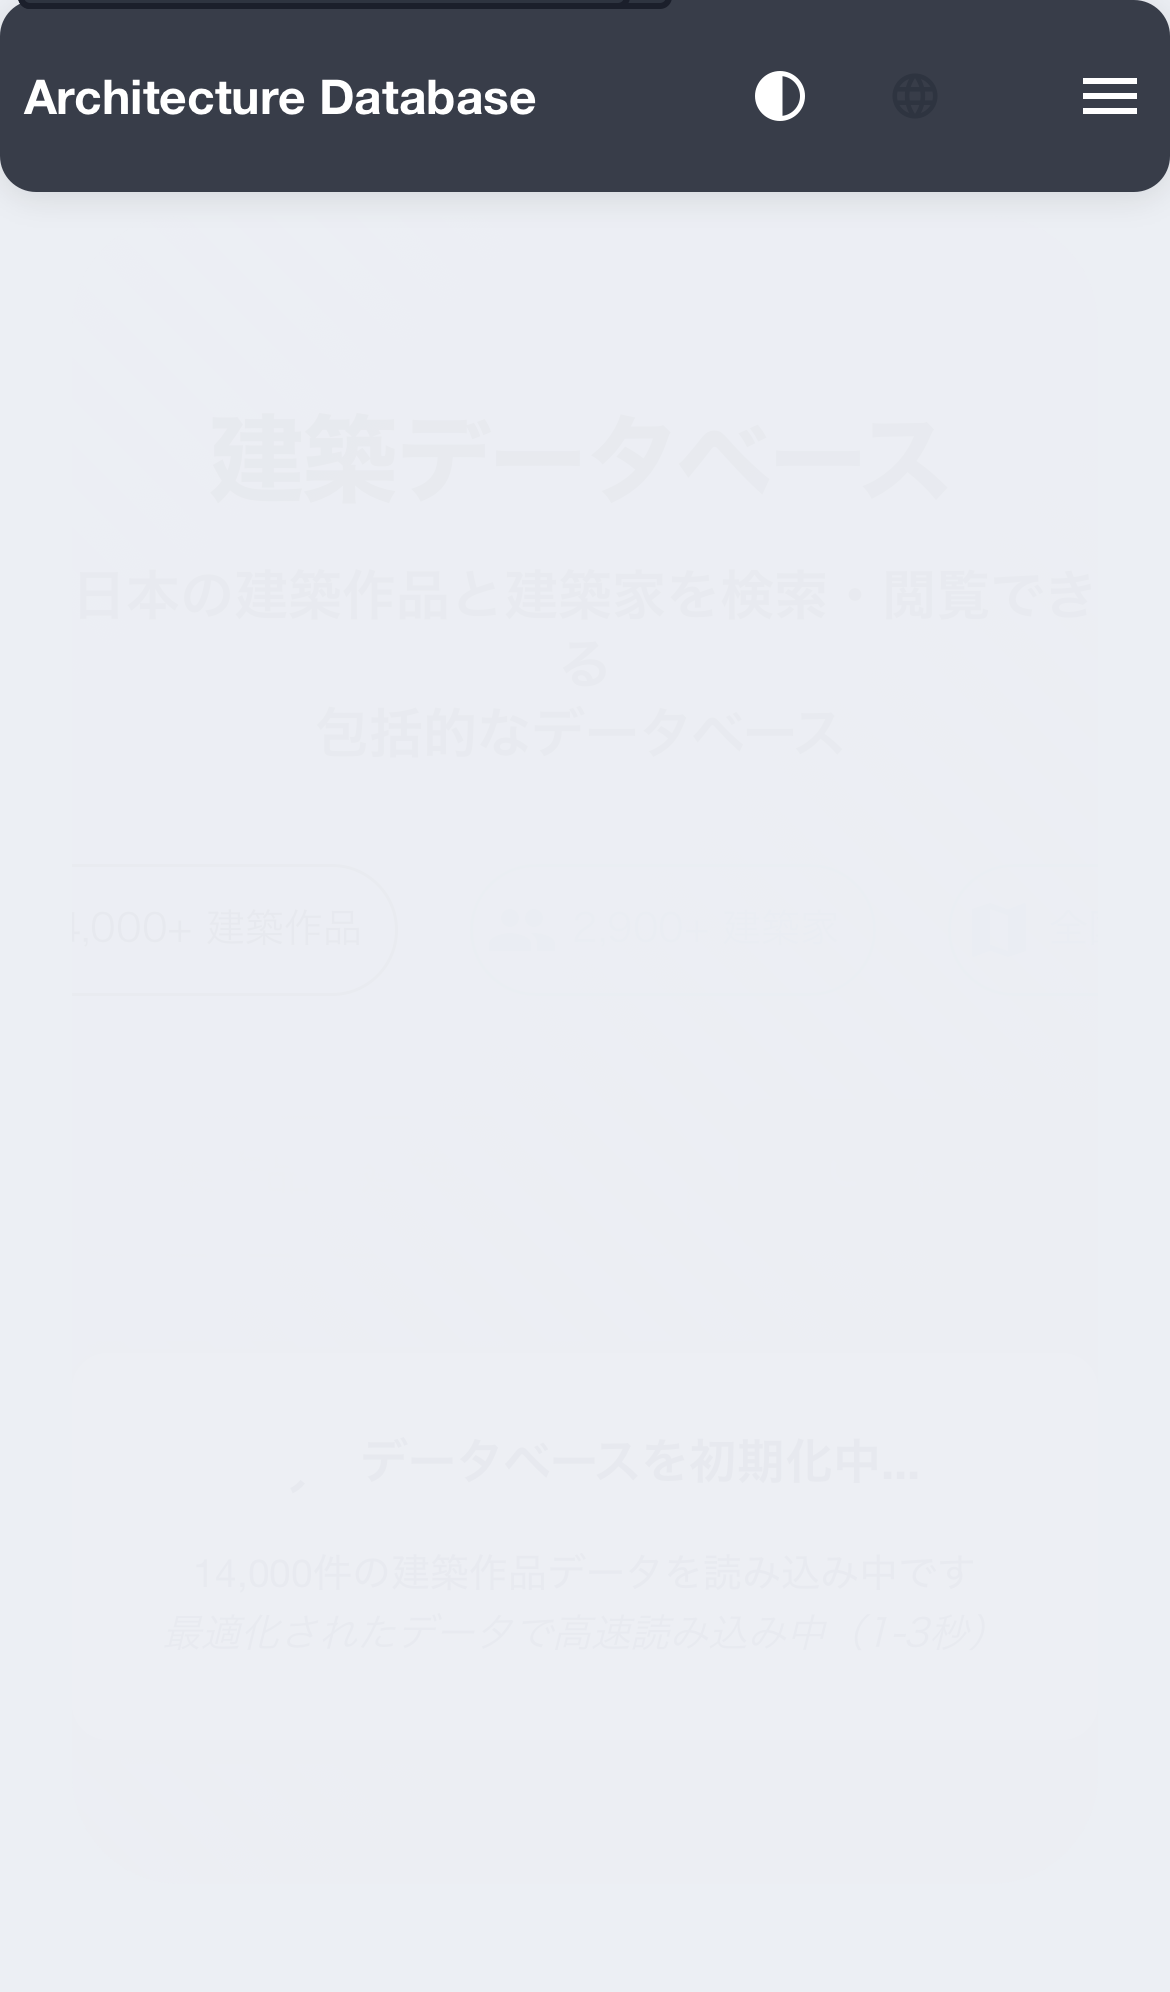 Architecture Database
建築データベース
日本の建築作品と建築家を検索・閲覧でき
る
包括的なデータベース
4,000+ 建築作品
データベースを初期化中...
14,000件の建築作品データを読み込み中です
最適化されたデータで高速読み込み中（1-3秒）